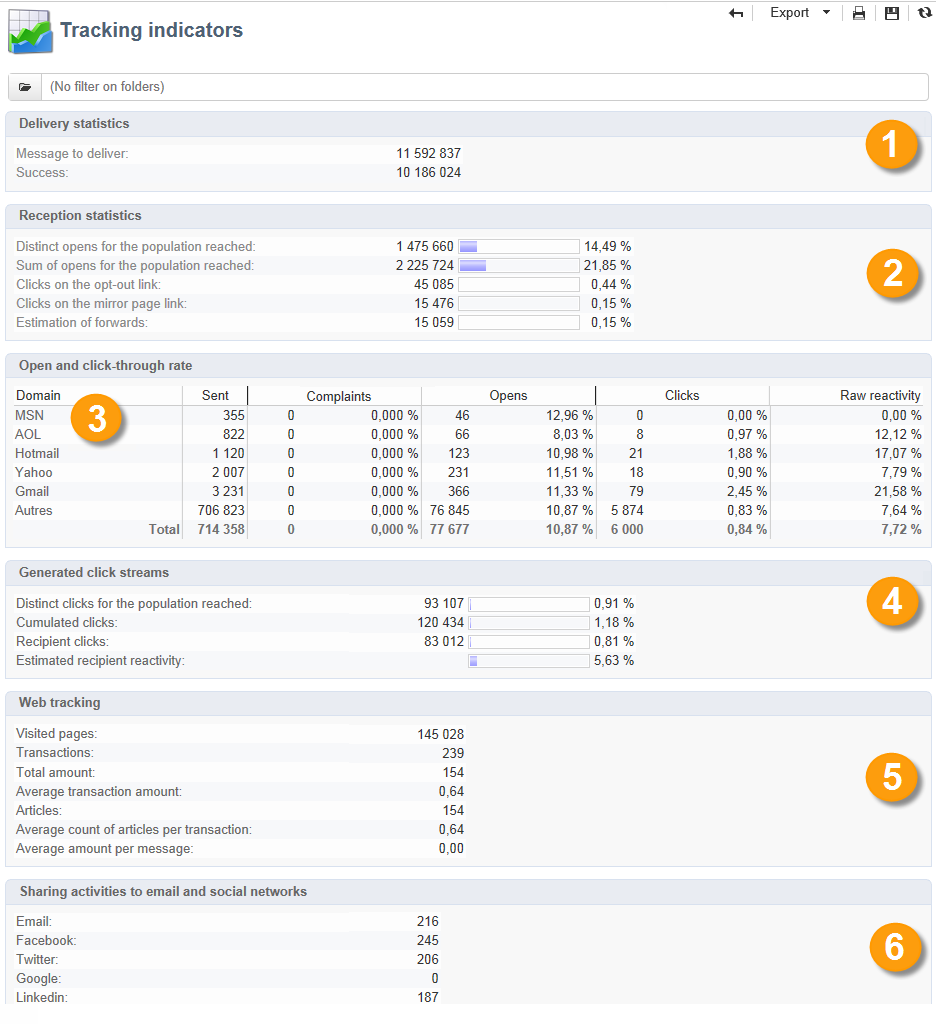 Export
Tracking indicators
(No filter on folders)
Delivery statistics
1
Message to deliver: 11 592 837
Success: 10 186 024
Reception statistics
2
Distinct opens for the population reached: 1 475 660 14,49 %
Sum of opens for the population reached: 2 225 724 21,85 %
Clicks on the opt-out link: 45 085 0,44 %
Clicks on the mirror page link: 15 476 0,15 %
Estimation of forwards: 15 059 0,15 %
Open and click-through rate
3
Domain Sent Complaints Opens Clicks Raw reactivity
MSN 355 0 0,000 % 46 12,96 % 0 0,00 % 0,00 %
AOL 822 0 0,000 % 66 8,03 % 8 0,97 % 12,12 %
Hotmail 1 120 0 0,000 % 123 10,98 % 21 1,88 % 17,07 %
Yahoo 2 007 0 0,000 % 231 11,51 % 18 0,90 % 7,79 %
Gmail 3 231 0 0,000 % 366 11,33 % 79 2,45 % 21,58 %
Autres 706 823 0 0,000 % 76 845 10,87 % 5 874 0,83 % 7,64 %
Total 714 358 0 0,000 % 77 677 10,87 % 6 000 0,84 % 7,72 %
Generated click streams
4
Distinct clicks for the population reached: 93 107 0,91 %
Cumulated clicks: 120 434 1,18 %
Recipient clicks: 83 012 0,81 %
Estimated recipient reactivity: 5,63 %
Web tracking
5
Visited pages: 145 028
Transactions: 239
Total amount: 154
Average transaction amount: 0,64
Articles: 154
Average count of articles per transaction: 0,64
Average amount per message: 0,00
Sharing activities to email and social networks
6
Email: 216
Facebook: 245
Twitter: 206
Google: 0
Linkedin: 187